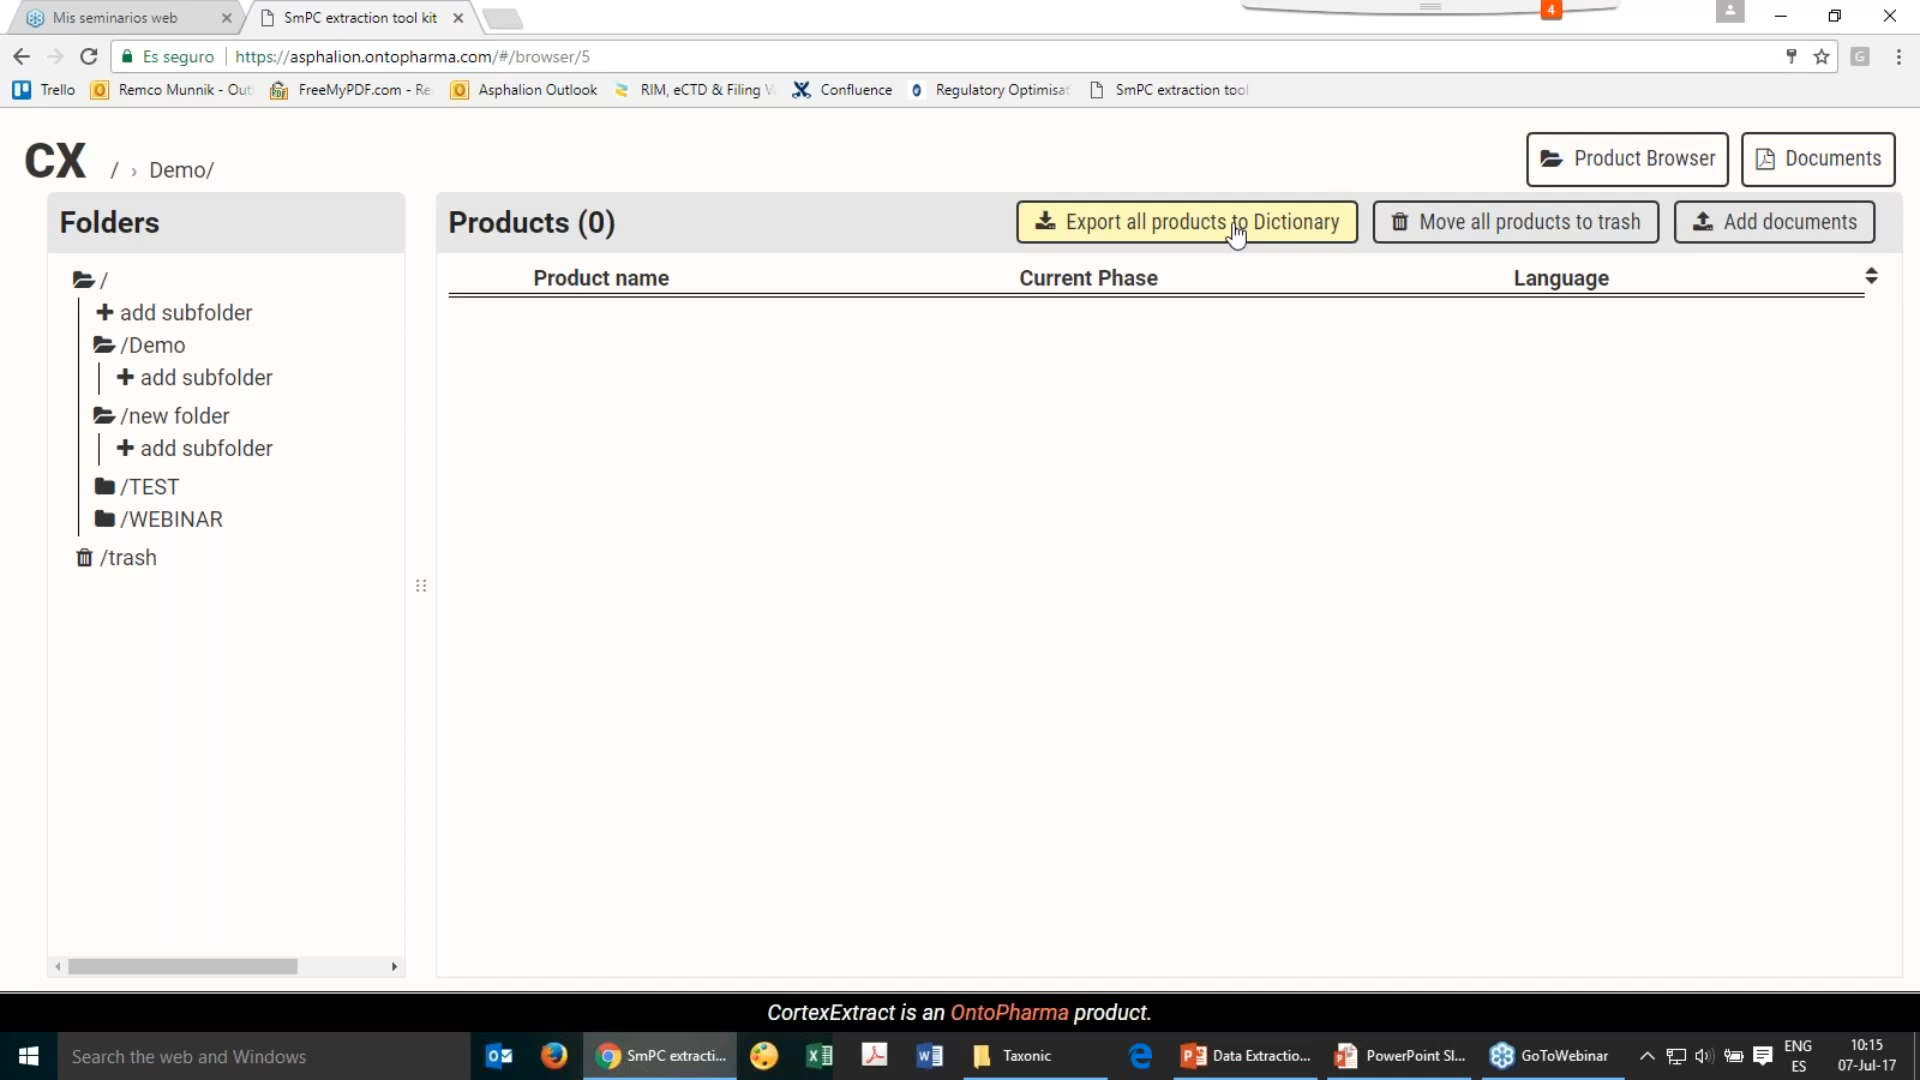 Mis seminarios web
SmPC extraction tool kit
4
Es seguro
https://asphalion.ontopharma.com/#/browser/5
G
Trello
Remco Munnik - Out
FreeMyPDF.com - Re
Asphalion Outlook
RIM, eCTD & Filing V
Confluence
Regulatory Optimisat
SmPC extraction tool
CX
/ › Demo/
Product Browser
Documents
Folders
Products (0)
Export all products to Dictionary
Move all products to trash
Add documents
Product name
Current Phase
Language
/
add subfolder
/Demo
add subfolder
/new folder
add subfolder
/TEST
/WEBINAR
/trash
CortexExtract is an OntoPharma product.
Search the web and Windows
SmPC extracti...
Taxonic
Data Extractio...
PowerPoint Sl...
GoToWebinar
ENG
ES
10:15
07-Jul-17